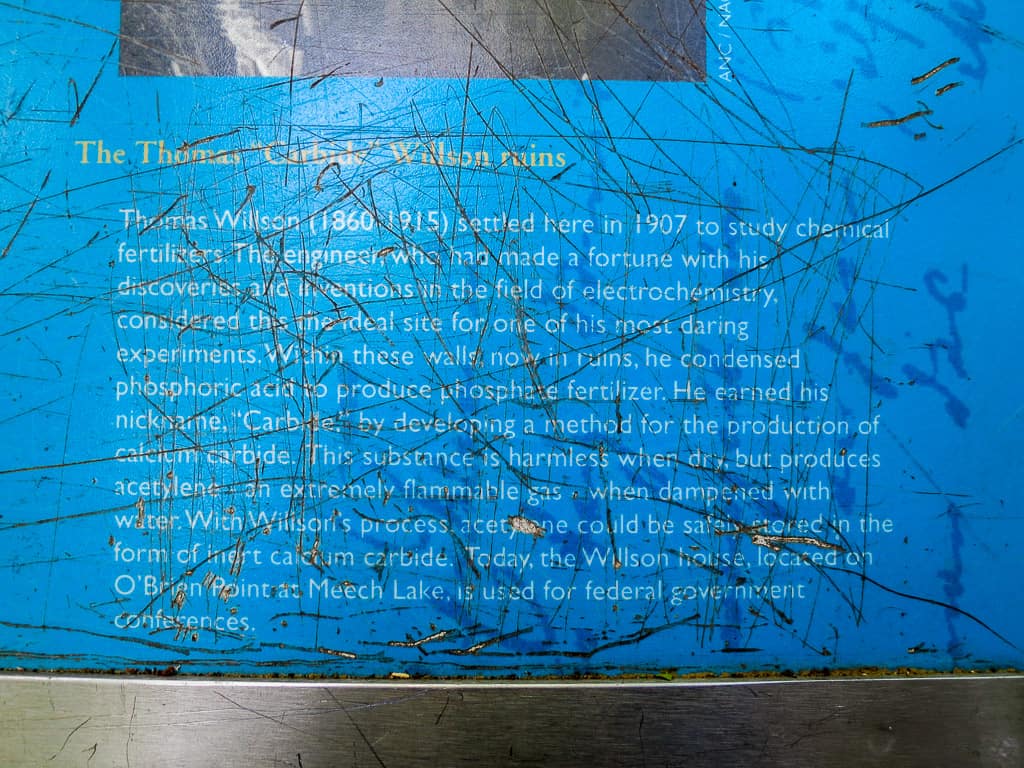 ANC / NA
The Thomas "Carbide" Willson ruins
Thomas Willson (1860-1915) settled here in 1907 to study chemical
fertilizers. The engineer, who had made a fortune with his
discoveries and inventions in the field of electrochemistry,
considered this the ideal site for one of his most daring
experiments. Within these walls, now in ruins, he condensed
phosphoric acid to produce phosphate fertilizer. He earned his
nickname, "Carbide," by developing a method for the production of
calcium carbide. This substance is harmless when dry, but produces
acetylene - an extremely flammable gas - when dampened with
water. With Willson's process, acetylene could be safely stored in the
form of inert calcium carbide. Today, the Willson house, located on
O'Brien Point at Meech Lake, is used for federal government
conferences.